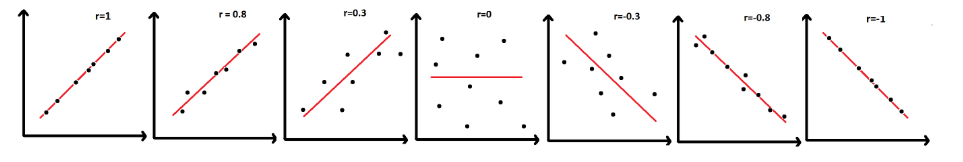 r=1
r = 0.8
r=0.3
r=0
r=-0.3
r=-0.8
r=-1